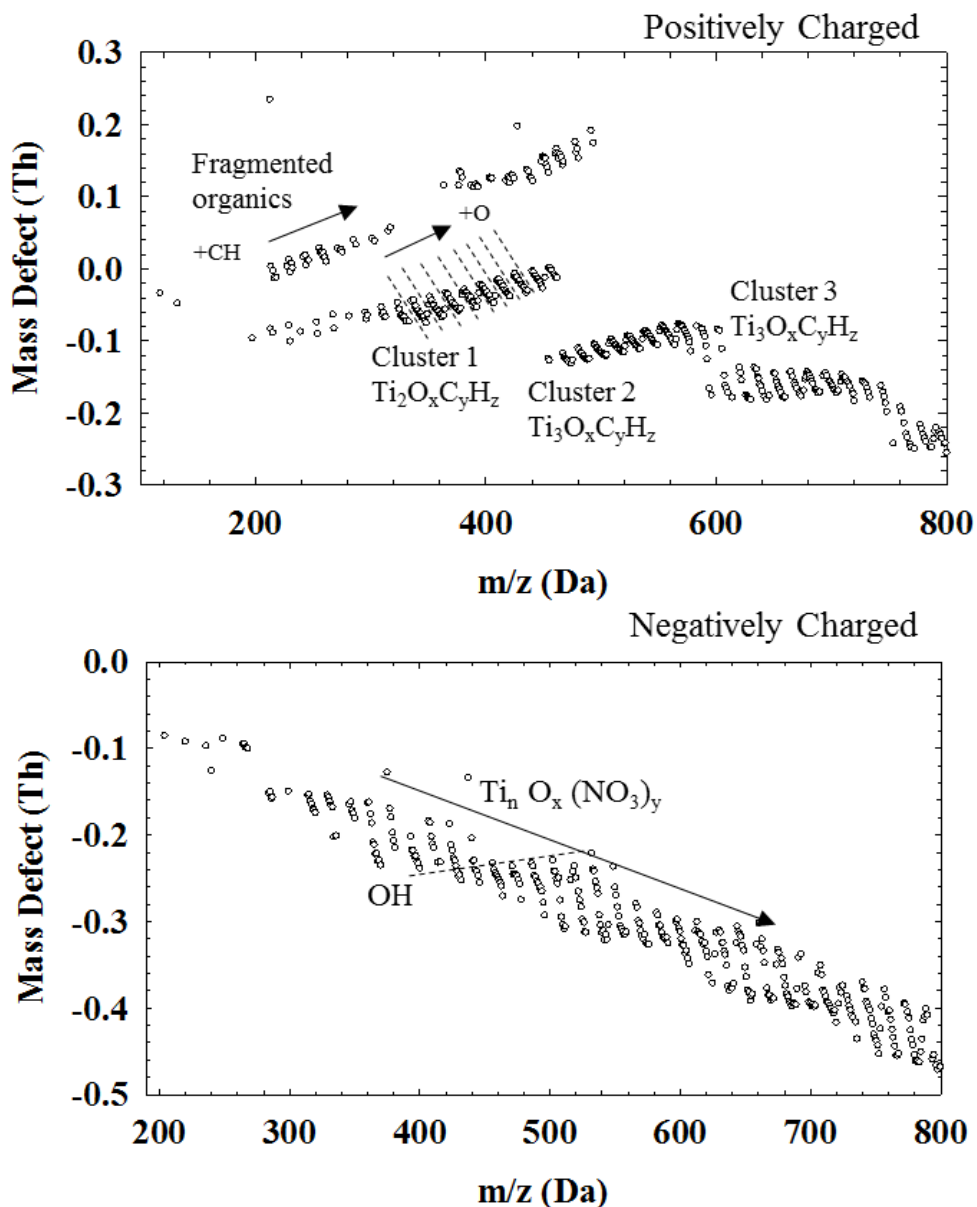 Positively Charged
0.3
0.2
0.1
0.0
-0.1
-0.2
-0.3
Mass Defect (Th)
Fragmented
organics
+CH
+O
Cluster 1
Ti₂OₓCᵧH_z
Cluster 2
Ti₃OₓCᵧH_z
Cluster 3
Ti₃OₓCᵧH_z
200 400 600 800
m/z (Da)
Negatively Charged
0.0
-0.1
-0.2
-0.3
-0.4
-0.5
Mass Defect (Th)
Tiₙ Oₓ (NO₃)ᵧ
OH
200 300 400 500 600 700 800
m/z (Da)